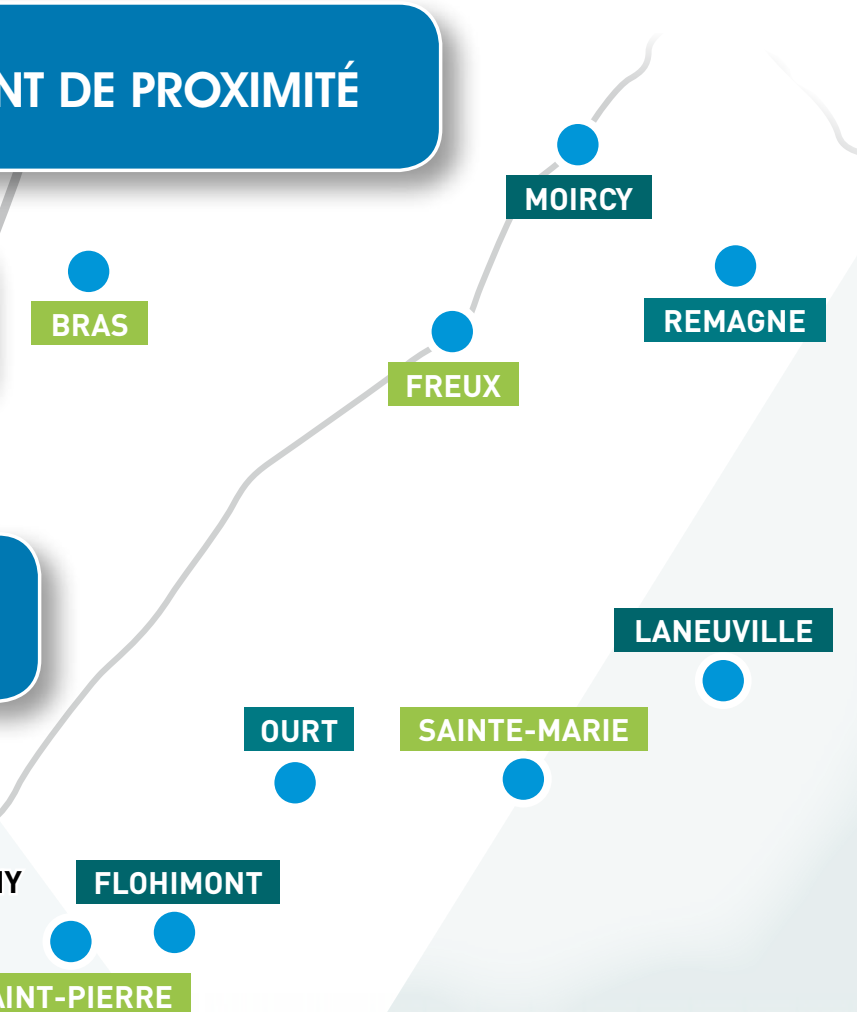 NT DE PROXIMITÉ
MOIRCY
REMAGNE
BRAS
FREUX
LANEUVILLE
OURT
SAINTE-MARIE
Y
FLOHIMONT
AINT-PIERRE